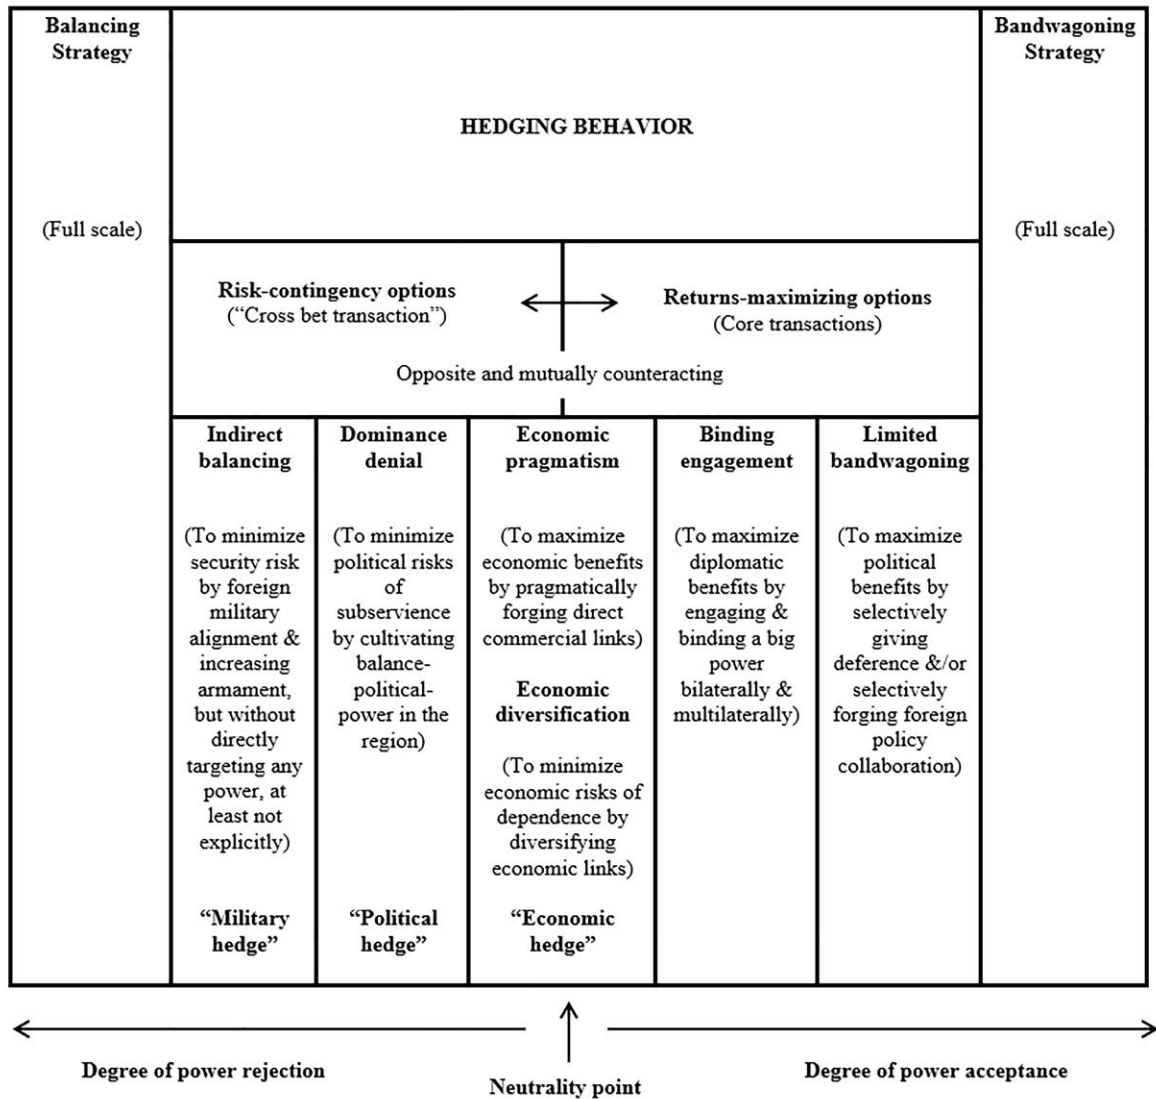 Balancing
Strategy
(Full scale)
HEDGING BEHAVIOR
Bandwagoning
Strategy
(Full scale)
Risk-contingency options
(“Cross bet transaction”)
Returns-maximizing options
(Core transactions)
Opposite and mutually counteracting
Indirect
balancing
(To minimize
security risk
by foreign
military
alignment &
increasing
armament,
but without
directly
targeting any
power, at
least not
explicitly)
“Military
hedge”
Dominance
denial
(To minimize
political risks
of
subservience
by cultivating
balance-
political-
power in the
region)
“Political
hedge”
Economic
pragmatism
(To maximize
economic benefits
by pragmatically
forging direct
commercial links)
Economic
diversification
(To minimize
economic risks of
dependence by
diversifying
economic links)
“Economic
hedge”
Binding
engagement
(To maximize
diplomatic
benefits by
engaging &
binding a big
power
bilaterally &
multilaterally)
Limited
bandwagoning
(To maximize
political
benefits by
selectively
giving
deference &/or
selectively
forging foreign
policy
collaboration)
Degree of power rejection
Neutrality point
Degree of power acceptance